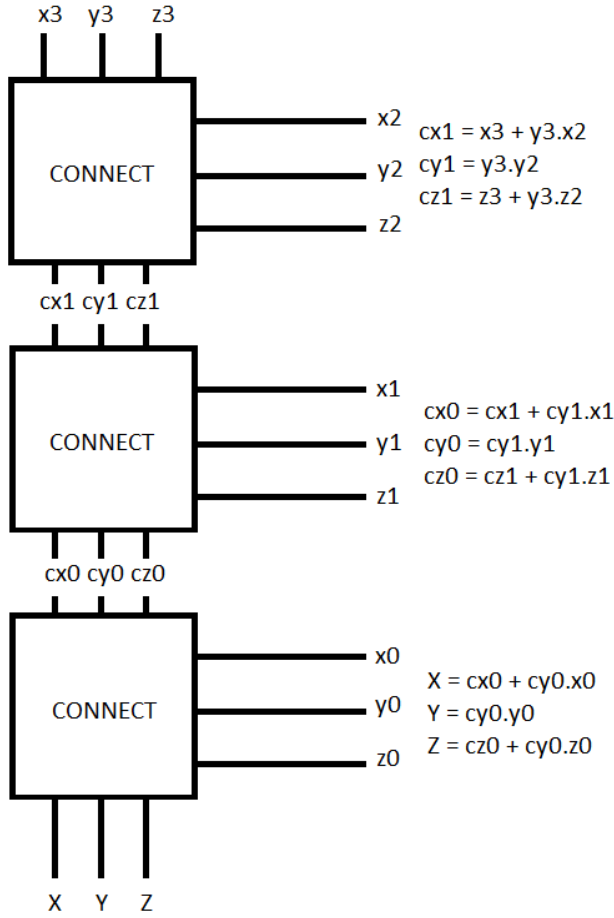 x3 y3 z3
CONNECT
x2
y2
z2
cx1 = x3 + y3.x2
cy1 = y3.y2
cz1 = z3 + y3.z2
cx1 cy1 cz1
CONNECT
x1
y1
z1
cx0 = cx1 + cy1.x1
cy0 = cy1.y1
cz0 = cz1 + cy1.z1
cx0 cy0 cz0
CONNECT
x0
y0
z0
X = cx0 + cy0.x0
Y = cy0.y0
Z = cz0 + cy0.z0
X Y Z